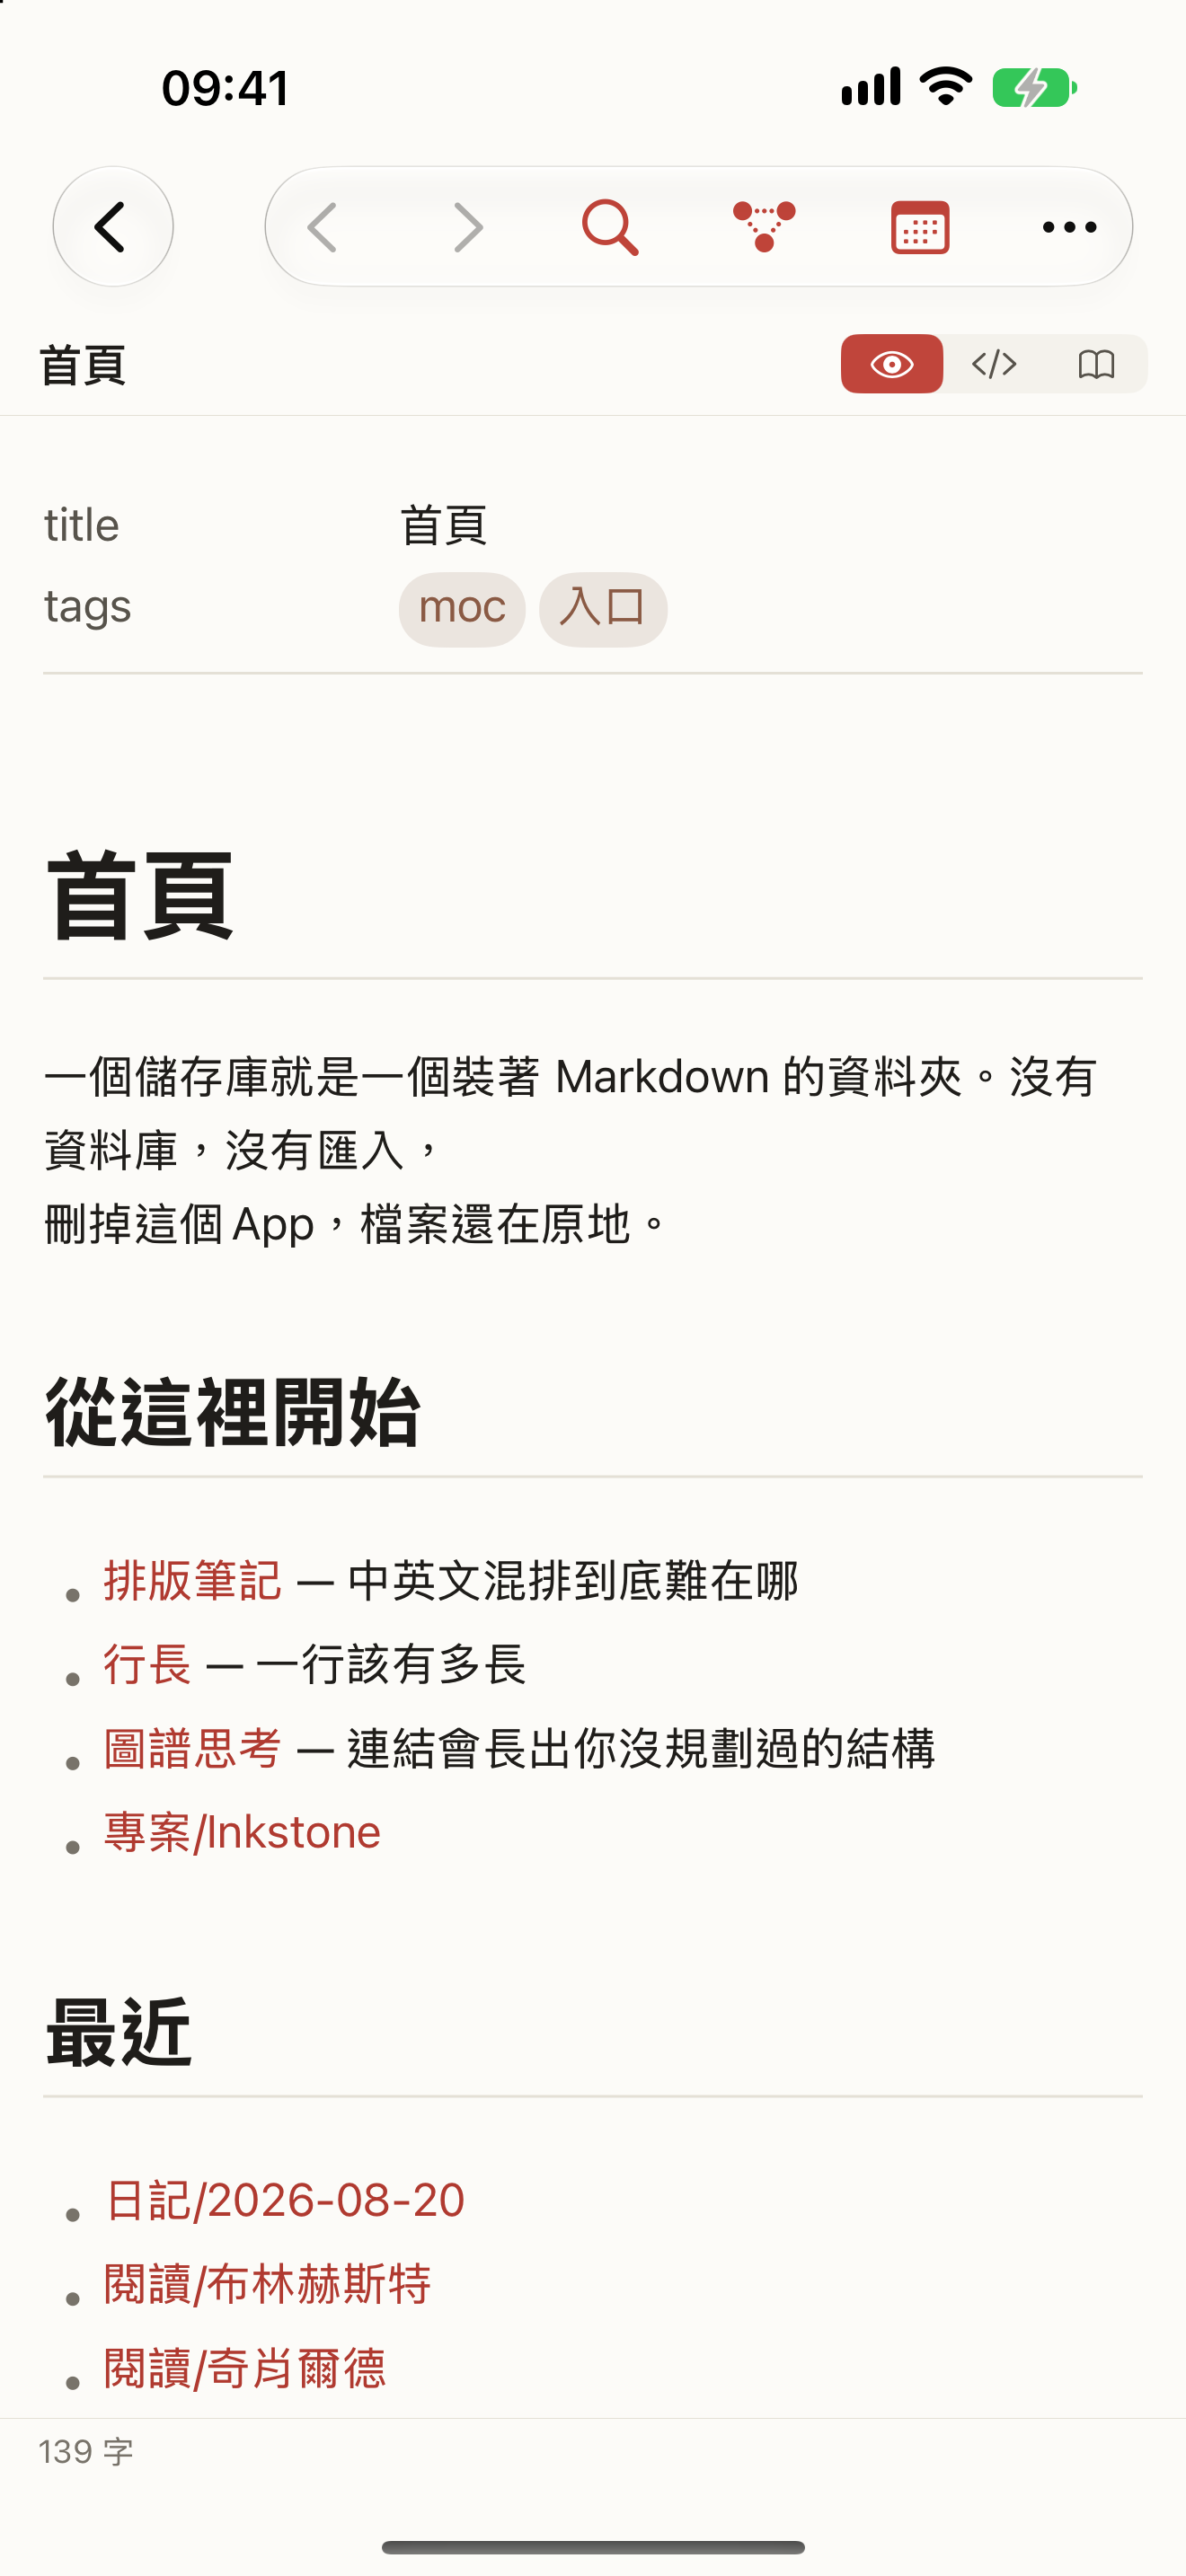 09:41
首頁
title 首頁
tags moc 入口
首頁
一個儲存庫就是一個裝著 Markdown 的資料夾。沒有
資料庫，沒有匯入，
刪掉這個 App，檔案還在原地。
從這裡開始
排版筆記 — 中英文混排到底難在哪
行長 — 一行該有多長
圖譜思考 — 連結會長出你沒規劃過的結構
專案/Inkstone
最近
日記/2026-08-20
閱讀/布林赫斯特
閱讀/奇肖爾德
139 字